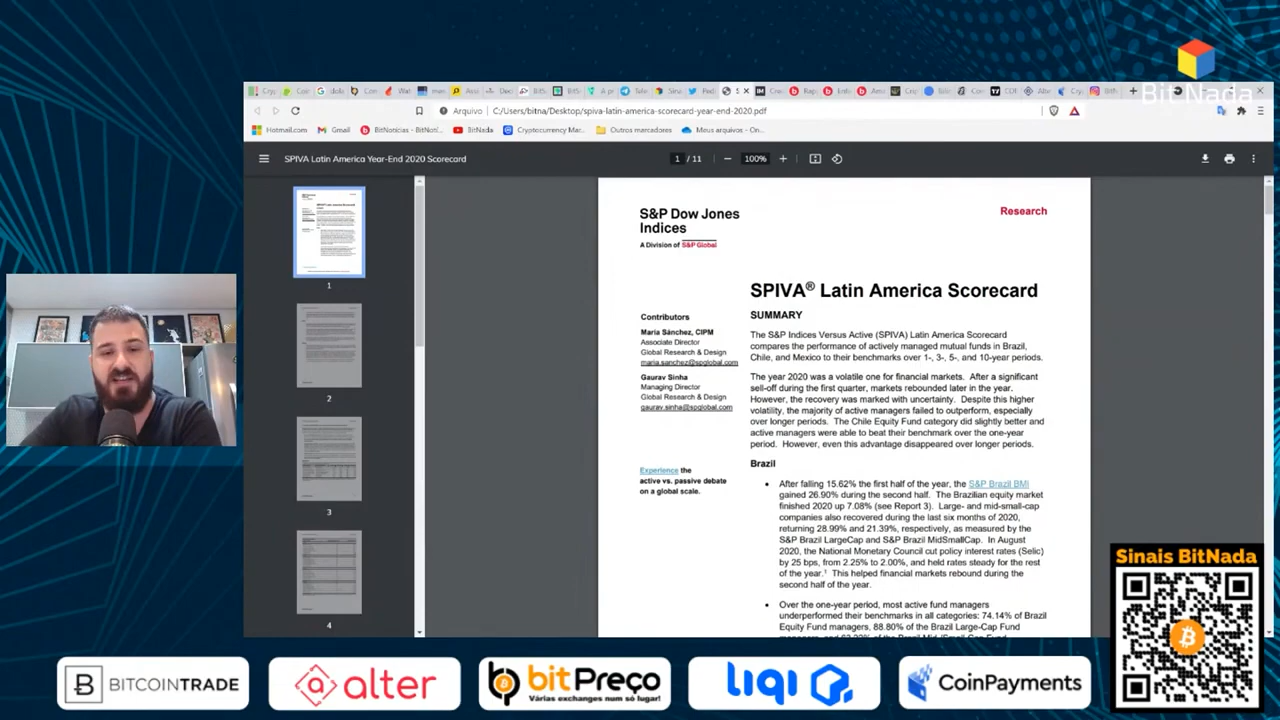 Bit Nada
Arquivo C:/Users/bitna/Desktop/spiva-latin-america-scorecard-year-end-2020.pdf
Hotmail.com Gmail BitNotícias - BitNotí... BitNada Cryptocurrency Mar... Outros marcadores Meus arquivos - On...
SPIVA Latin America Year-End 2020 Scorecard
1 / 11 100%
1
2
3
4
S&P Dow Jones
Indices
A Division of S&P Global
Research
SPIVA® Latin America Scorecard
Contributors
María Sánchez, CIPM
Associate Director
Global Research & Design
maria.sanchez@spglobal.com
Gaurav Sinha
Managing Director
Global Research & Design
gaurav.sinha@spglobal.com
Experience the
active vs. passive debate
on a global scale.
SUMMARY
The S&P Indices Versus Active (SPIVA) Latin America Scorecard
compares the performance of actively managed mutual funds in Brazil,
Chile, and Mexico to their benchmarks over 1-, 3-, 5-, and 10-year periods.
The year 2020 was a volatile one for financial markets. After a significant
sell-off during the first quarter, markets rebounded later in the year.
However, the recovery was marked with uncertainty. Despite this higher
volatility, the majority of active managers failed to outperform, especially
over longer periods. The Chile Equity Fund category did slightly better and
active managers were able to beat their benchmark over the one-year
period. However, even this advantage disappeared over longer periods.
Brazil
• After falling 15.62% the first half of the year, the S&P Brazil BMI
gained 26.90% during the second half. The Brazilian equity market
finished 2020 up 7.08% (see Report 3). Large- and mid-small-cap
companies also recovered during the last six months of 2020,
returning 28.99% and 21.39%, respectively, as measured by the
S&P Brazil LargeCap and S&P Brazil MidSmallCap. In August
2020, the National Monetary Council cut policy interest rates (Selic)
by 25 bps, from 2.25% to 2.00%, and held rates steady for the rest
of the year.¹ This helped financial markets rebound during the
second half of the year.
• Over the one-year period, most active fund managers
underperformed their benchmarks in all categories: 74.14% of Brazil
Equity Fund managers, 88.80% of the Brazil Large-Cap Fund
Sinais BitNada
BITCOINTRADE
alter
bitPreço
Várias exchanges num só lugar!
liqi
CoinPayments